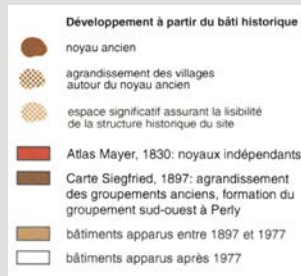 Développement à partir du bâti historique
noyau ancien
agrandissement des villages
autour du noyau ancien
espace significatif assurant la lisibilité
de la structure historique du site
Atlas Mayer, 1830: noyaux indépendants
Carte Siegfried, 1897: agrandissement
des groupements anciens, formation du
groupement sud-ouest à Perly
bâtiments apparus entre 1897 et 1977
bâtiments apparus après 1977